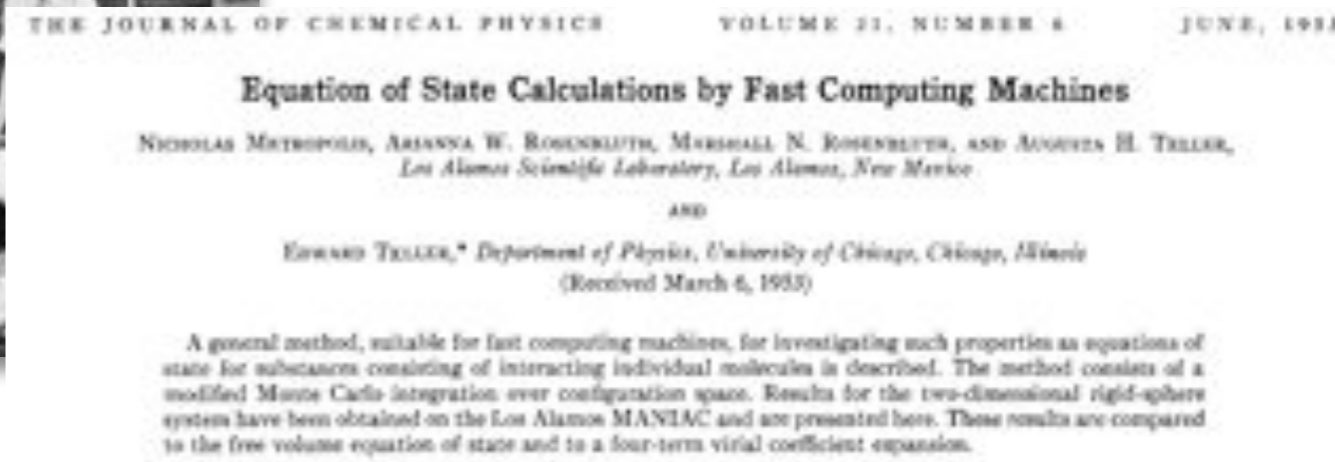 THE JOURNAL OF CHEMICAL PHYSICS VOLUME 21, NUMBER 6 JUNE, 1953
Equation of State Calculations by Fast Computing Machines
NICHOLAS METROPOLIS, ARIANNA W. ROSENBLUTH, MARSHALL N. ROSENBLUTH, AND AUGUSTA H. TELLER,
Los Alamos Scientific Laboratory, Los Alamos, New Mexico
AND
EDWARD TELLER,* Department of Physics, University of Chicago, Chicago, Illinois
(Received March 6, 1953)
A general method, suitable for fast computing machines, for investigating such properties as equations of
state for substances consisting of interacting individual molecules is described. The method consists of a
modified Monte Carlo integration over configuration space. Results for the two-dimensional rigid-sphere
system have been obtained on the Los Alamos MANIAC and are presented here. These results are compared
to the free volume equation of state and to a four-term virial coefficient expansion.